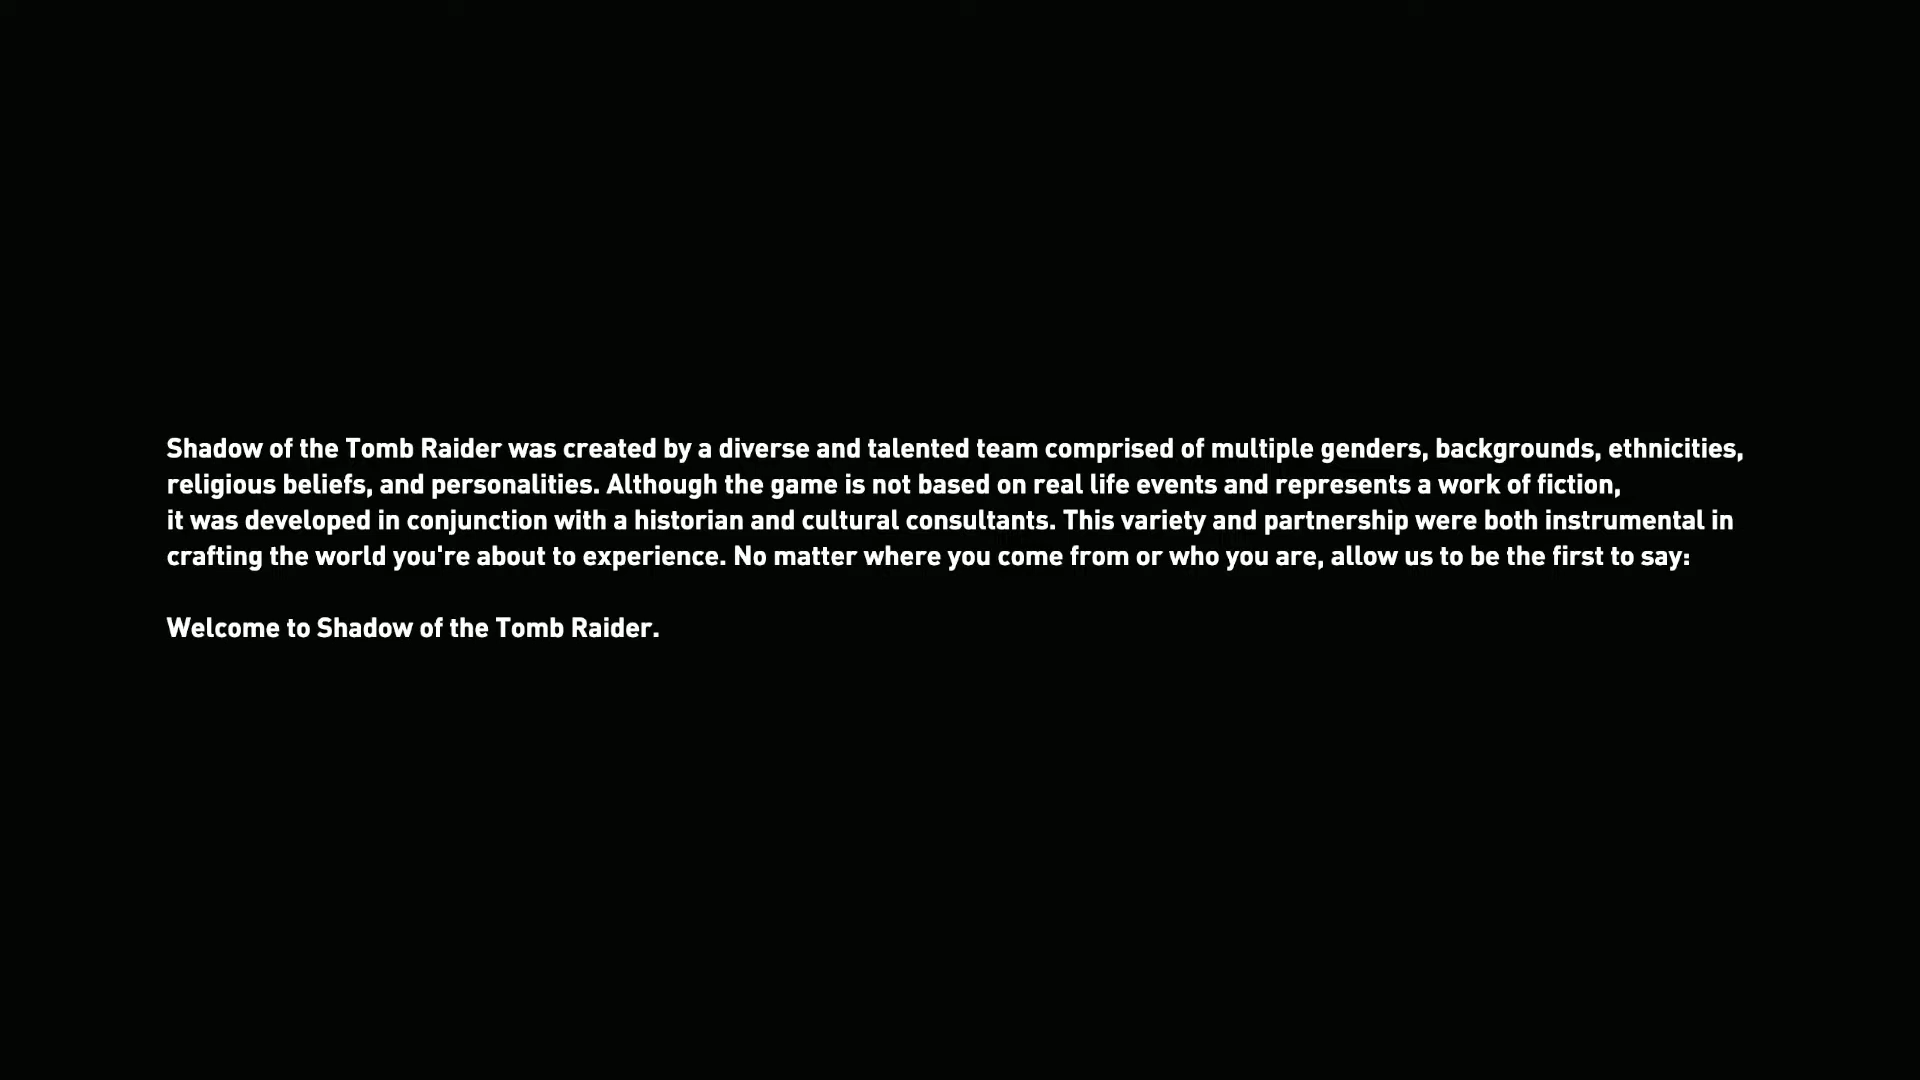 Shadow of the Tomb Raider was created by a diverse and talented team comprised of multiple genders, backgrounds, ethnicities,
religious beliefs, and personalities. Although the game is not based on real life events and represents a work of fiction,
it was developed in conjunction with a historian and cultural consultants. This variety and partnership were both instrumental in
crafting the world you're about to experience. No matter where you come from or who you are, allow us to be the first to say:
Welcome to Shadow of the Tomb Raider.